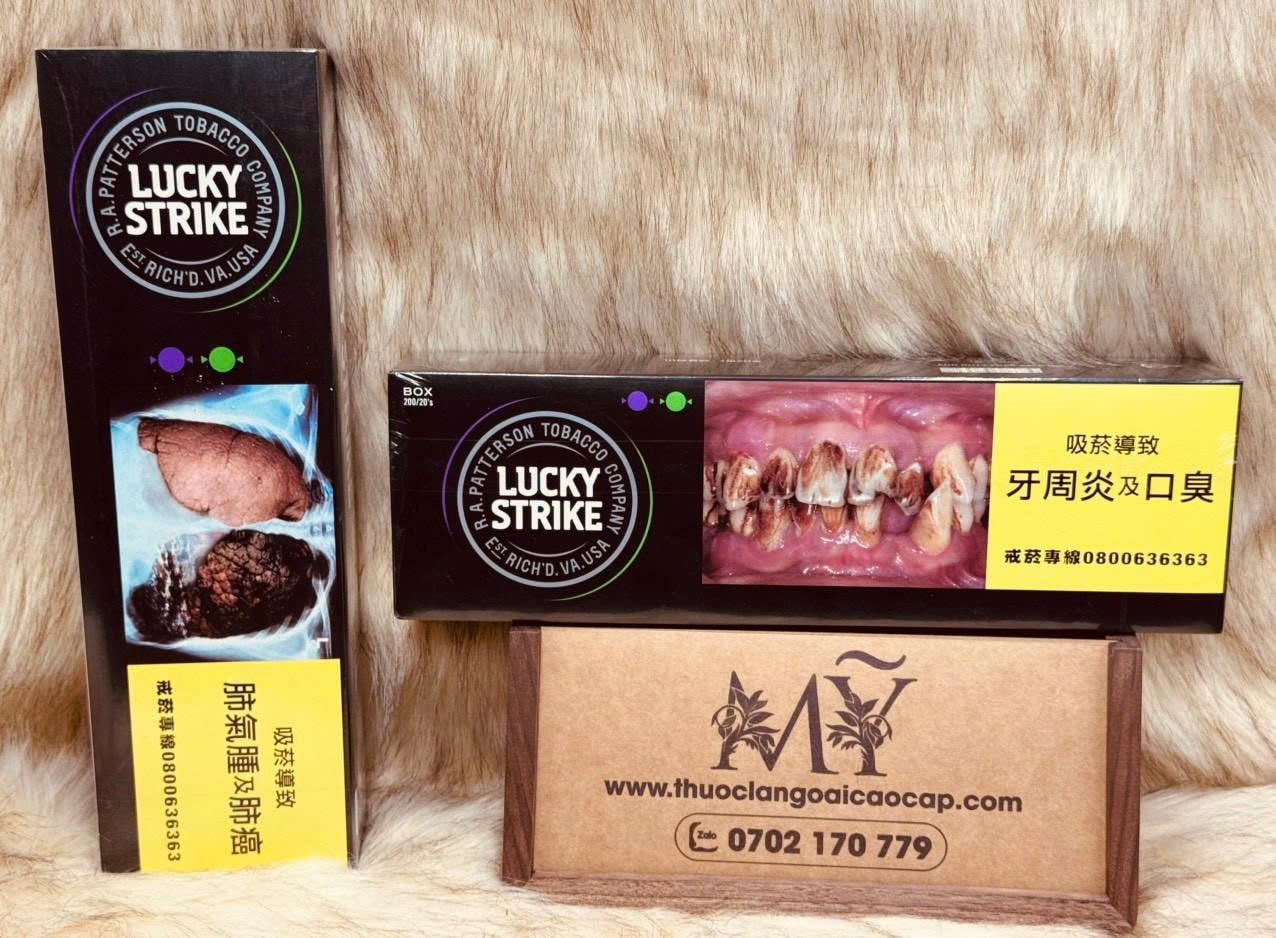 R.A.PATTERSON TOBACCO COMPANY
LUCKY
STRIKE
EST. RICH'D.VA.USA
吸菸導致
肺氣腫及肺癌
戒菸專線0800636363
BOX
200/20's
R.A.PATTERSON TOBACCO COMPANY
LUCKY
STRIKE
EST. RICH'D.VA.USA
吸菸導致
牙周炎及口臭
戒菸專線0800636363
MỸ
www.thuoclangoaicaocap.com
Zalo 0702 170 779